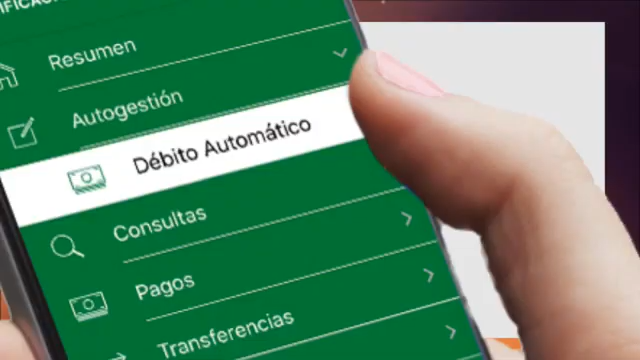 Resumen
Autogestión
Débito Automático
Consultas
Pagos
Transferencias